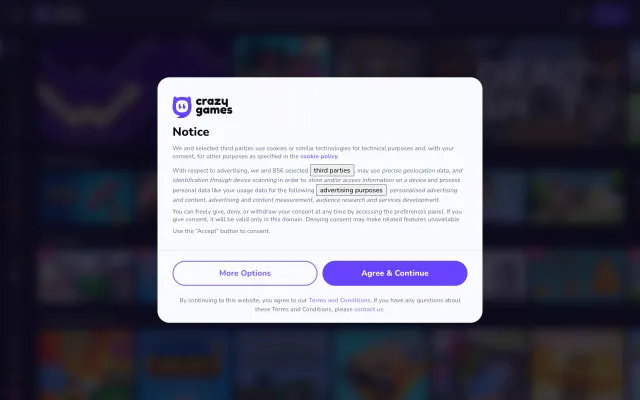 crazy
games
Notice
We and selected third parties use cookies or similar technologies for technical purposes and, with your
consent, for other purposes as specified in the cookie policy.
With respect to advertising, we and 856 selected third parties, may use precise geolocation data, and
identification through device scanning in order to store and/or access information on a device and process
personal data like your usage data for the following advertising purposes: personalised advertising
and content, advertising and content measurement, audience research and services development.
You can freely give, deny, or withdraw your consent at any time by accessing the preferences panel. If you
give consent, it will be valid only in this domain. Denying consent may make related features unavailable
Use the "Accept" button to consent.
More Options
Agree & Continue
By continuing to this website, you agree to our Terms and Conditions. If you have any questions about
these Terms and Conditions, please contact us.